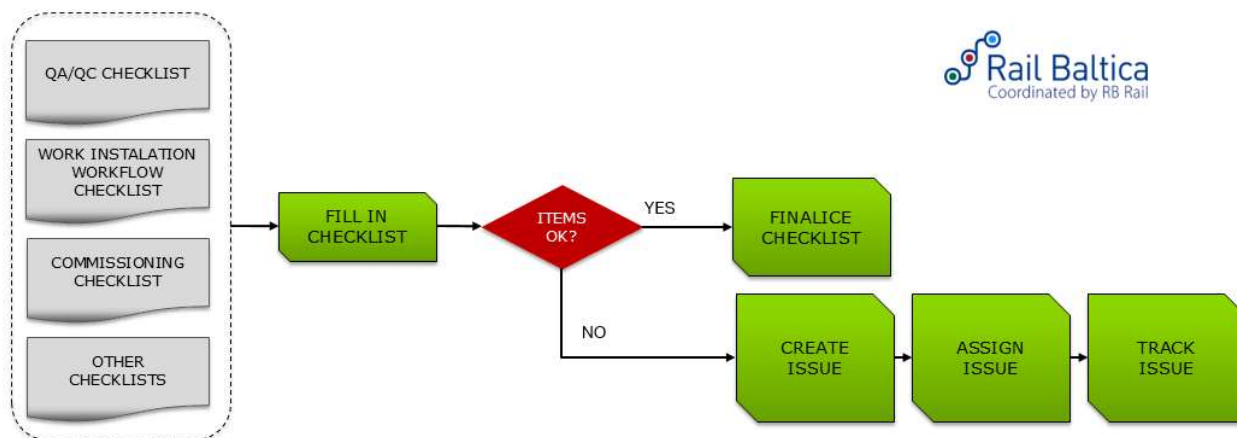 QA/QC CHECKLIST
WORK INSTALATION
WORKFLOW
CHECKLIST
COMMISSIONING
CHECKLIST
OTHER
CHECKLISTS
FILL IN
CHECKLIST
ITEMS
OK?
YES
NO
FINALICE
CHECKLIST
CREATE
ISSUE
ASSIGN
ISSUE
TRACK
ISSUE
Rail Baltica
Coordinated by RB Rail